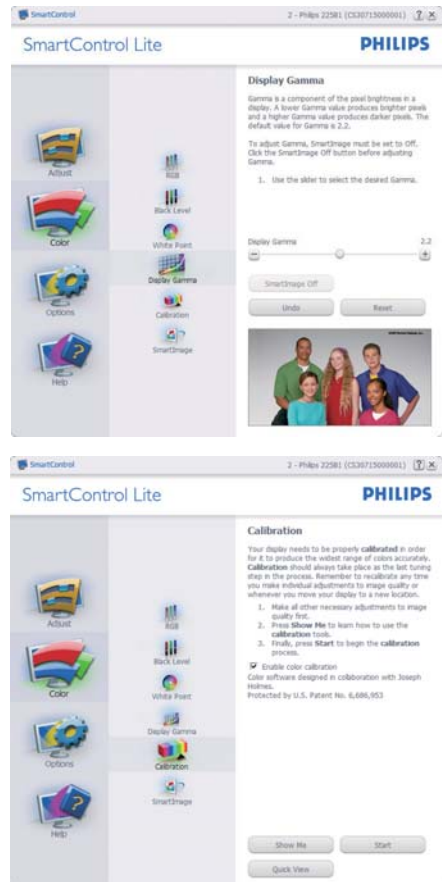 SmartControl
2 - Philips 225B1 (CS30715000001)
SmartControl Lite
PHILIPS
Adjust
Color
Options
Help
RGB
Black Level
White Point
Display Gamma
Calibration
SmartImage
Display Gamma
Gamma is a component of the pixel brightness in a
display. A lower Gamma value produces brighter pixels
and a higher Gamma value produces darker pixels. The
default value for Gamma is 2.2.
To adjust Gamma, SmartImage must be set to Off.
Click the SmartImage Off button before adjusting
Gamma.
1. Use the slider to select the desired Gamma.
Display Gamma 2.2
SmartImage Off
Undo Reset
SmartControl
2 - Philips 225B1 (CS30715000001)
SmartControl Lite
PHILIPS
Adjust
Color
Options
Help
RGB
Black Level
White Point
Display Gamma
Calibration
SmartImage
Calibration
Your display needs to be properly calibrated in order
for it to produce the widest range of colors accurately.
Calibration should always take place as the last tuning
step in the process. Remember to recalibrate any time
you make individual adjustments to image quality or
whenever you move your display to a new location.
1. Make all other necessary adjustments to image
quality first.
2. Press Show Me to learn how to use the
calibration tools.
3. Finally, press Start to begin the calibration
process.
Enable color calibration
Color software designed in collaboration with Joseph
Holmes.
Protected by U.S. Patent No. 6,686,953
Show Me Start
Quick View